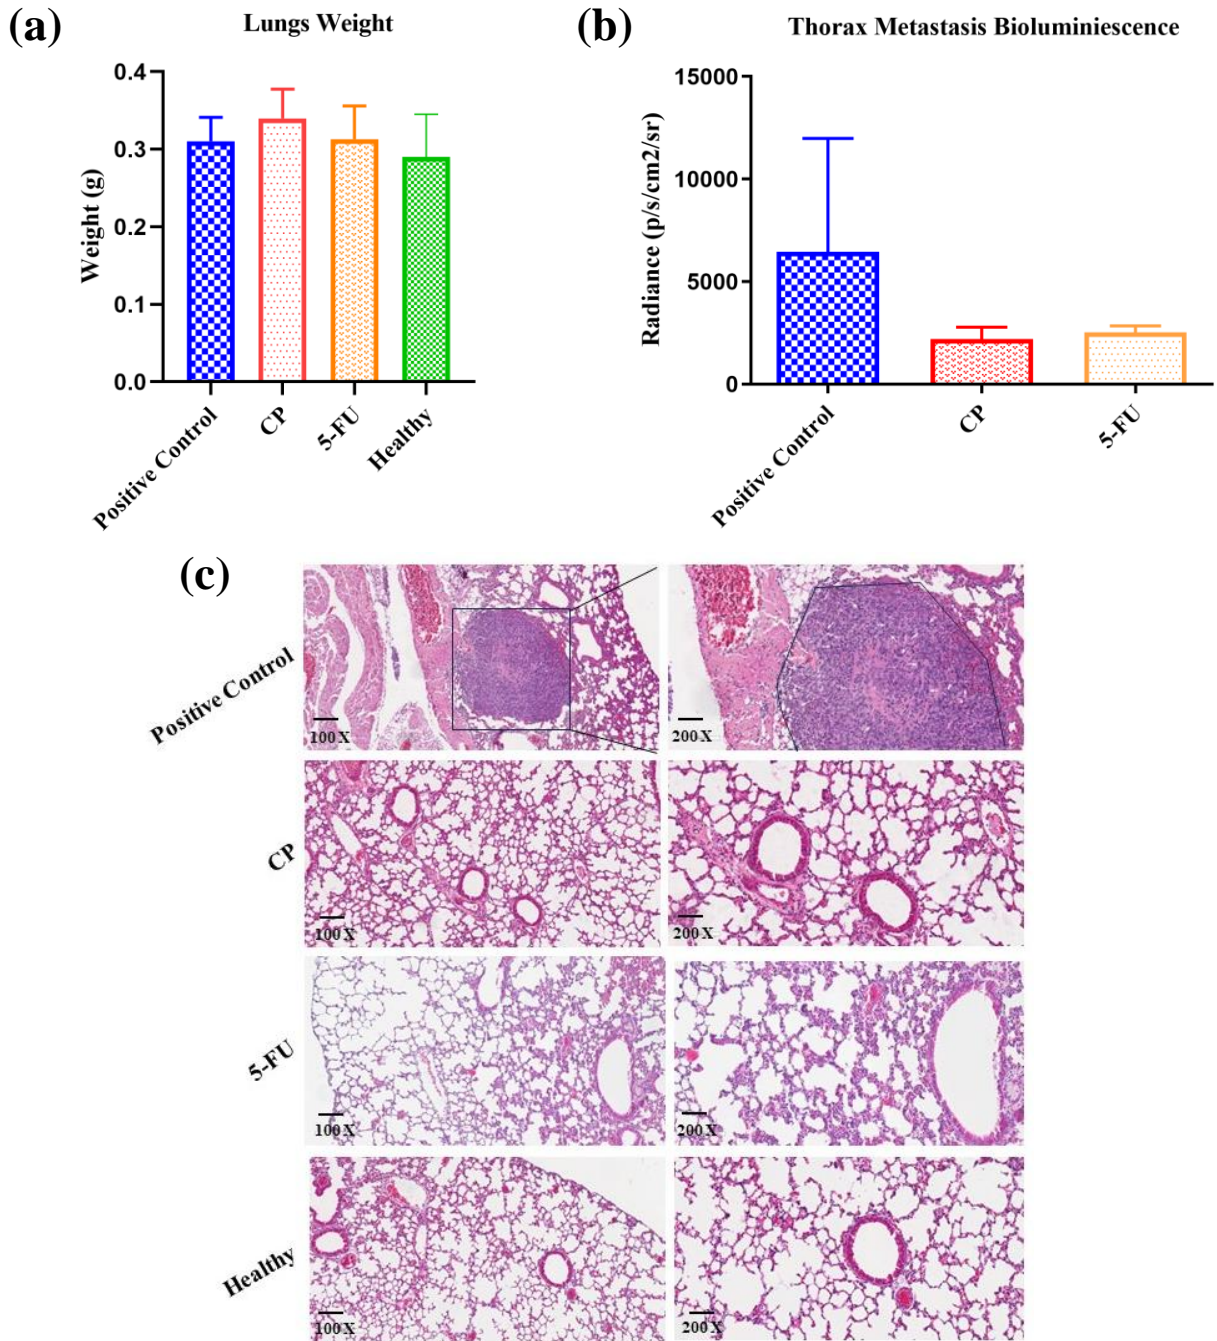 (a)
Lungs Weight
Weight (g)
0.4
0.3
0.2
0.1
0.0
Positive Control
CP
5-FU
Healthy
(b)
Thorax Metastasis Bioluminiescence
Radiance (p/s/cm2/sr)
15000
10000
5000
0
Positive Control
CP
5-FU
(c)
Positive Control
100 X
200 X
CP
100 X
200 X
5-FU
100 X
200 X
Healthy
100 X
200 X